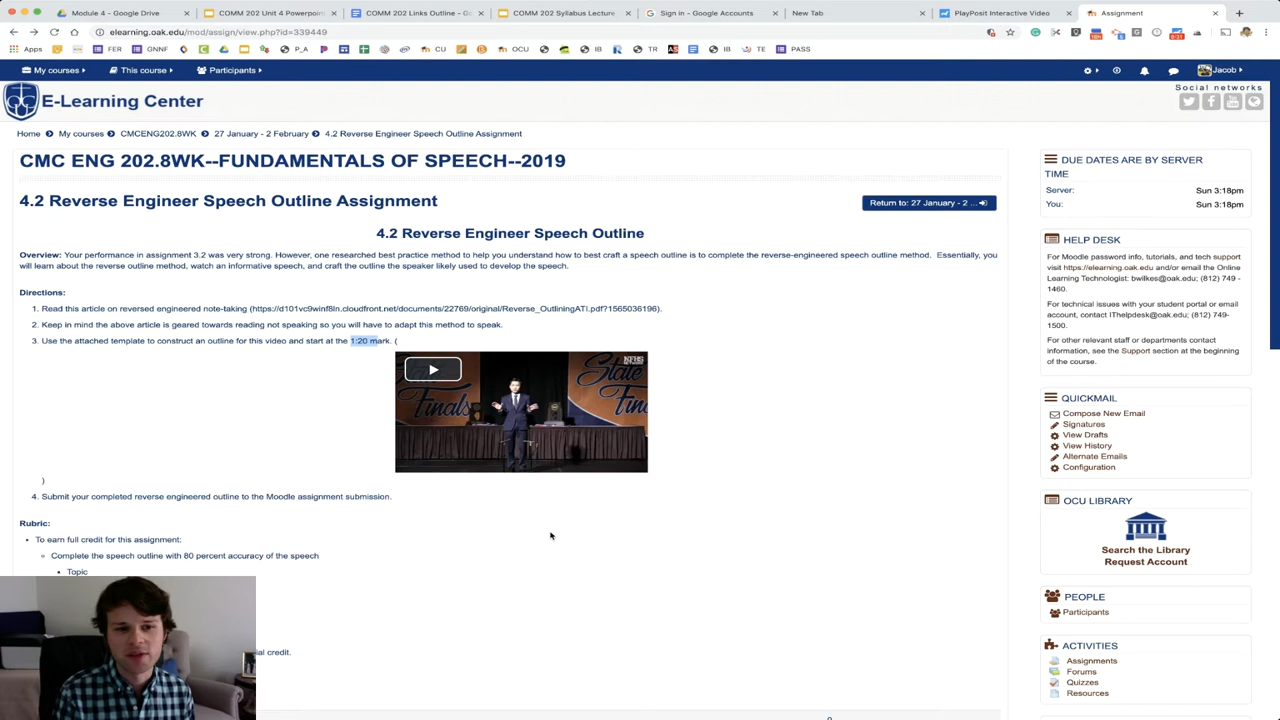 Module 4 - Google Drive
COMM 202 Unit 4 Powerpoin
COMM 202 Links Outline - Go
COMM 202 Syllabus Lecture
Sign in - Google Accounts
New Tab
PlayPosit Interactive Video
Assignment
elearning.oak.edu/mod/assign/view.php?id=339449
Apps
FER
GNNF
P_A
CU
OCU
IB
TR
IB
TE
PASS
My courses
This course
Participants
Jacob
E-Learning Center
Social networks
Home
My courses
CMCENG202.8WK
27 January - 2 February
4.2 Reverse Engineer Speech Outline Assignment
CMC ENG 202.8WK--FUNDAMENTALS OF SPEECH--2019
4.2 Reverse Engineer Speech Outline Assignment
Return to: 27 January - 2 ...
4.2 Reverse Engineer Speech Outline
Overview: Your performance in assignment 3.2 was very strong. However, one researched best practice method to help you understand how to best craft a speech outline is to complete the reverse-engineered speech outline method. Essentially, you
will learn about the reverse outline method, watch an informative speech, and craft the outline the speaker likely used to develop the speech.
Directions:
1. Read this article on reversed engineered note-taking (https://d101vc9winf8ln.cloudfront.net/documents/22769/original/Reverse_OutliningATI.pdf?1565036196).
2. Keep in mind the above article is geared towards reading not speaking so you will have to adapt this method to speak.
3. Use the attached template to construct an outline for this video and start at the 1:20 mark. (
NFHS
State
Finals
State
Fin
)
4. Submit your completed reverse engineered outline to the Moodle assignment submission.
Rubric:
To earn full credit for this assignment:
Complete the speech outline with 80 percent accuracy of the speech
Topic
ial credit.
DUE DATES ARE BY SERVER
TIME
Server: Sun 3:18pm
You: Sun 3:18pm
HELP DESK
For Moodle password info, tutorials, and tech support
visit https://elearning.oak.edu and/or email the Online
Learning Technologist: bwilkes@oak.edu; (812) 749-
1460.
For technical issues with your student portal or email
account, contact IThelpdesk@oak.edu; (812) 749-
1500.
For other relevant staff or departments contact
information, see the Support section at the beginning
of the course.
QUICKMAIL
Compose New Email
Signatures
View Drafts
View History
Alternate Emails
Configuration
OCU LIBRARY
Search the Library
Request Account
PEOPLE
Participants
ACTIVITIES
Assignments
Forums
Quizzes
Resources